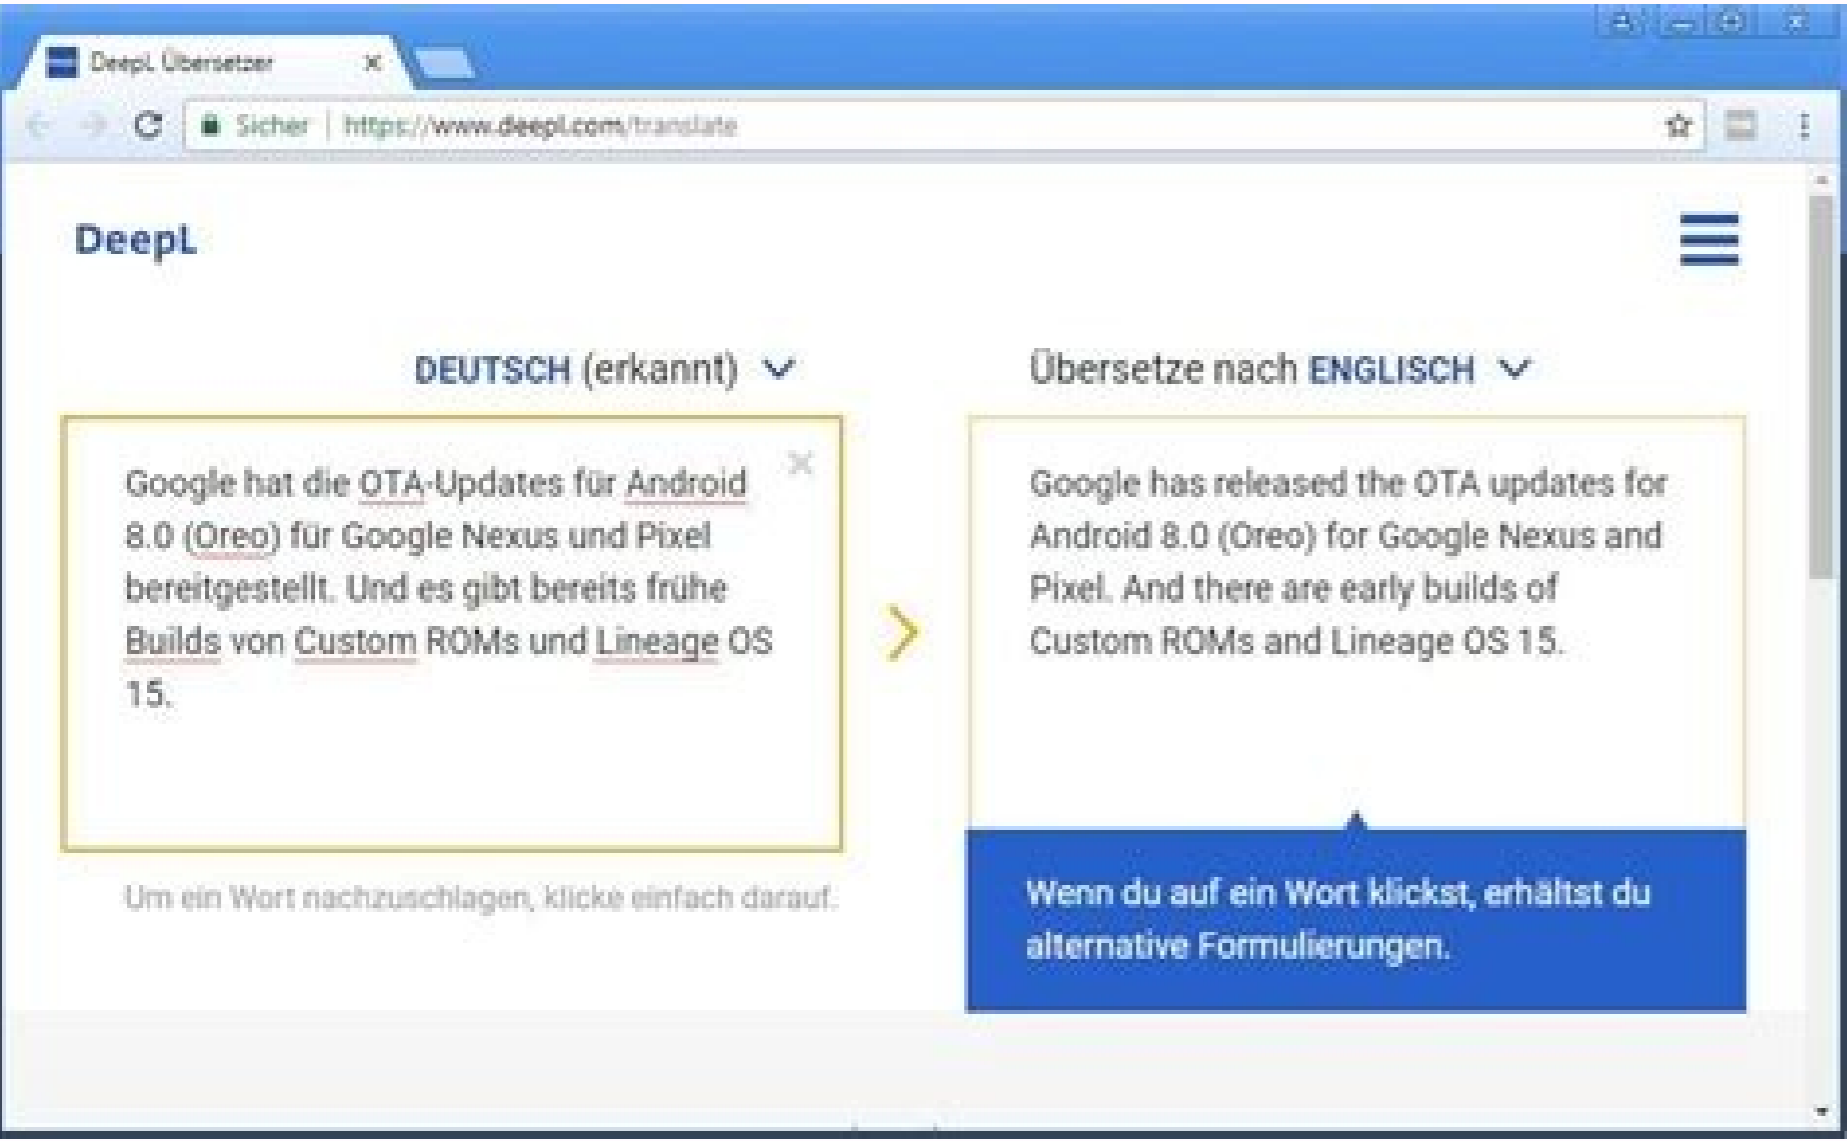 DeepL Übersetzer
Sicher | https://www.deepl.com/translate
DeepL
DEUTSCH (erkannt)
Übersetze nach ENGLISCH
Google hat die OTA-Updates für Android
8.0 (Oreo) für Google Nexus und Pixel
bereitgestellt. Und es gibt bereits frühe
Builds von Custom ROMs und Lineage OS
15.
Google has released the OTA updates for
Android 8.0 (Oreo) for Google Nexus and
Pixel. And there are early builds of
Custom ROMs and Lineage OS 15.
Um ein Wort nachzuschlagen, klicke einfach darauf.
Wenn du auf ein Wort klickst, erhältst du
alternative Formulierungen.